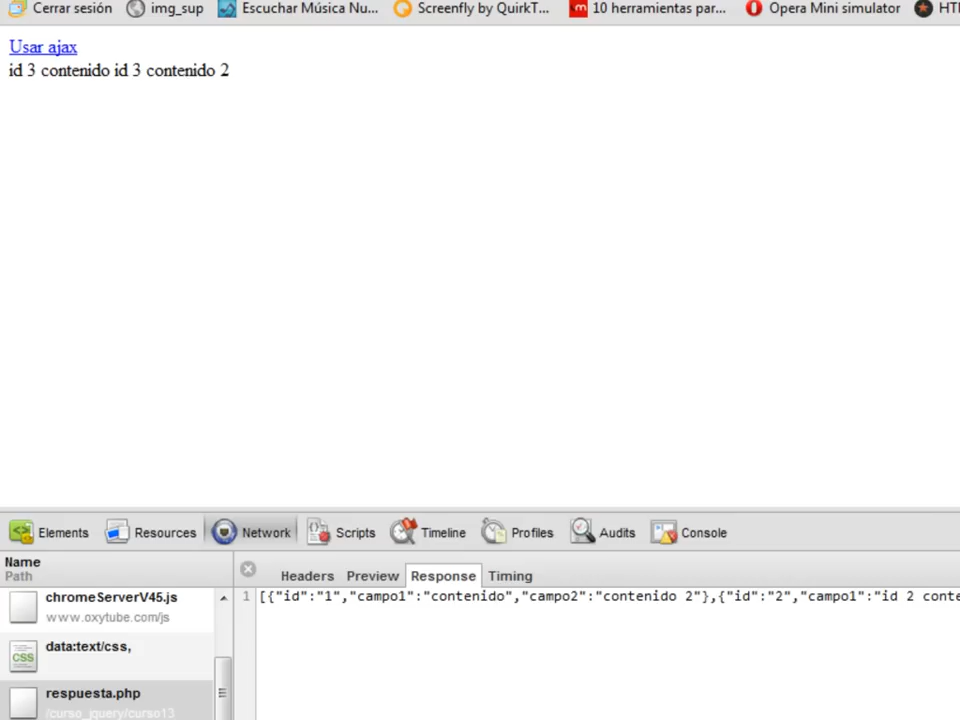 Cerrar sesión img_sup Escuchar Música Nu... Screenfly by QuirkT... 10 herramientas par... Opera Mini simulator
Usar ajax
id 3 contenido id 3 contenido 2
Elements Resources Network Scripts Timeline Profiles Audits Console
Name
Path
Headers Preview Response Timing
chromeServerV45.js
www.oxytube.com/js
1 [{"id":"1","campo1":"contenido","campo2":"contenido 2"},{"id":"2","campo1":"id 2 conte
CSS
data:text/css,
respuesta.php
/curso_jquery/curso13